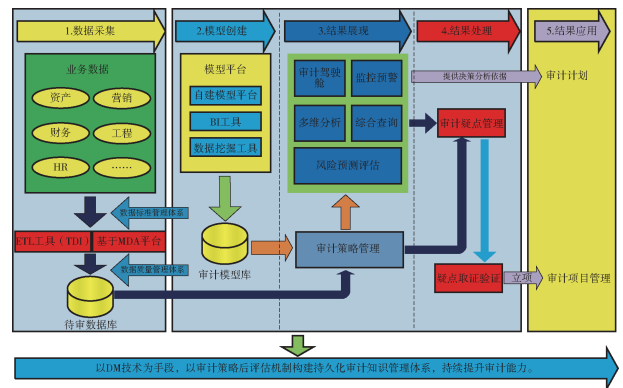 1.数据采集
2.模型创建
3.结果展现
4.结果处理
5.结果应用
业务数据
资产
营销
财务
工程
HR
……
数据标准管理体系
ETL工具（TDI）
基于MDA平台
数据质量管理体系
待审数据库
模型平台
自建模型平台
BI工具
数据挖掘工具
审计模型库
审计驾驶
舱
监控预警
多维分析
综合查询
风险预测评估
审计策略管理
提供决策分析依据
审计疑点管理
疑点取证验证
立项
审计计划
审计项目管理
以DM技术为手段，以审计策略后评估机制构建持久化审计知识管理体系，持续提升审计能力。